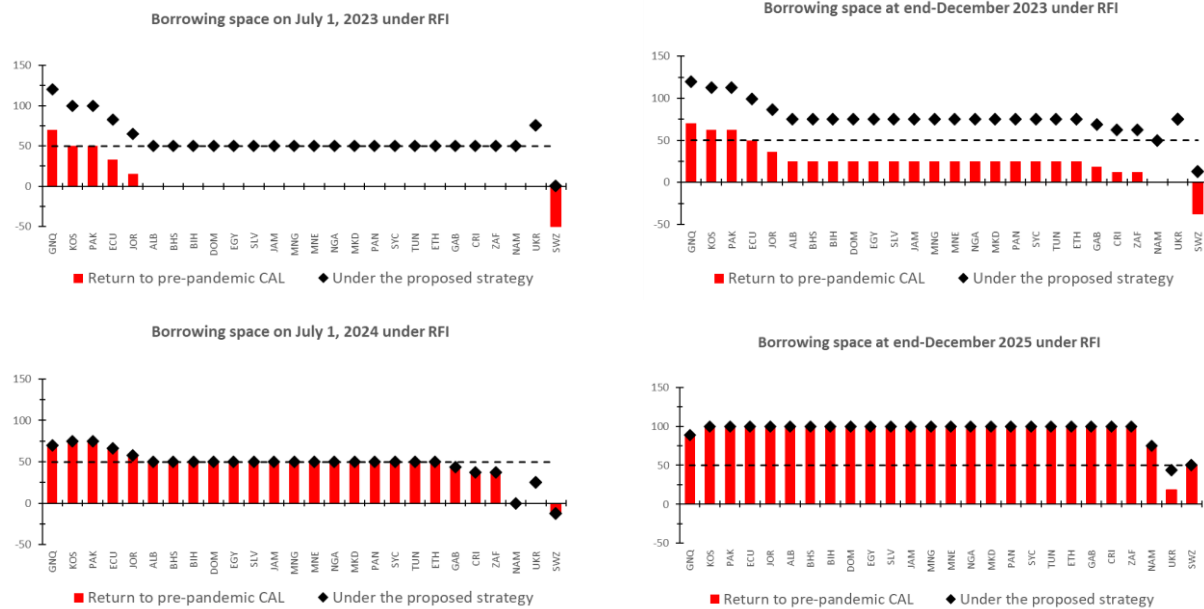 Borrowing space on July 1, 2023 under RFI
150
100
50
0
-50
GNQ KOS PAK ECU JOR ALB BHS BIH DOM EGY SLV JAM MNG MNE NGA MKD PAN SYC TUN ETH GAB CRI ZAF NAM UKR SWZ
Return to pre-pandemic CAL Under the proposed strategy
Borrowing space at end-December 2023 under RFI
150
100
50
0
-50
GNQ KOS PAK ECU JOR ALB BHS BIH DOM EGY SLV JAM MNG MNE NGA MKD PAN SYC TUN ETH GAB CRI ZAF NAM UKR SWZ
Return to pre-pandemic CAL Under the proposed strategy
Borrowing space on July 1, 2024 under RFI
150
100
50
0
-50
GNQ KOS PAK ECU JOR ALB BHS BIH DOM EGY SLV JAM MNG MNE NGA MKD PAN SYC TUN ETH GAB CRI ZAF NAM UKR SWZ
Return to pre-pandemic CAL Under the proposed strategy
Borrowing space at end-December 2025 under RFI
150
100
50
0
-50
GNQ KOS PAK ECU JOR ALB BHS BIH DOM EGY SLV JAM MNG MNE NGA MKD PAN SYC TUN ETH GAB CRI ZAF NAM UKR SWZ
Return to pre-pandemic CAL Under the proposed strategy